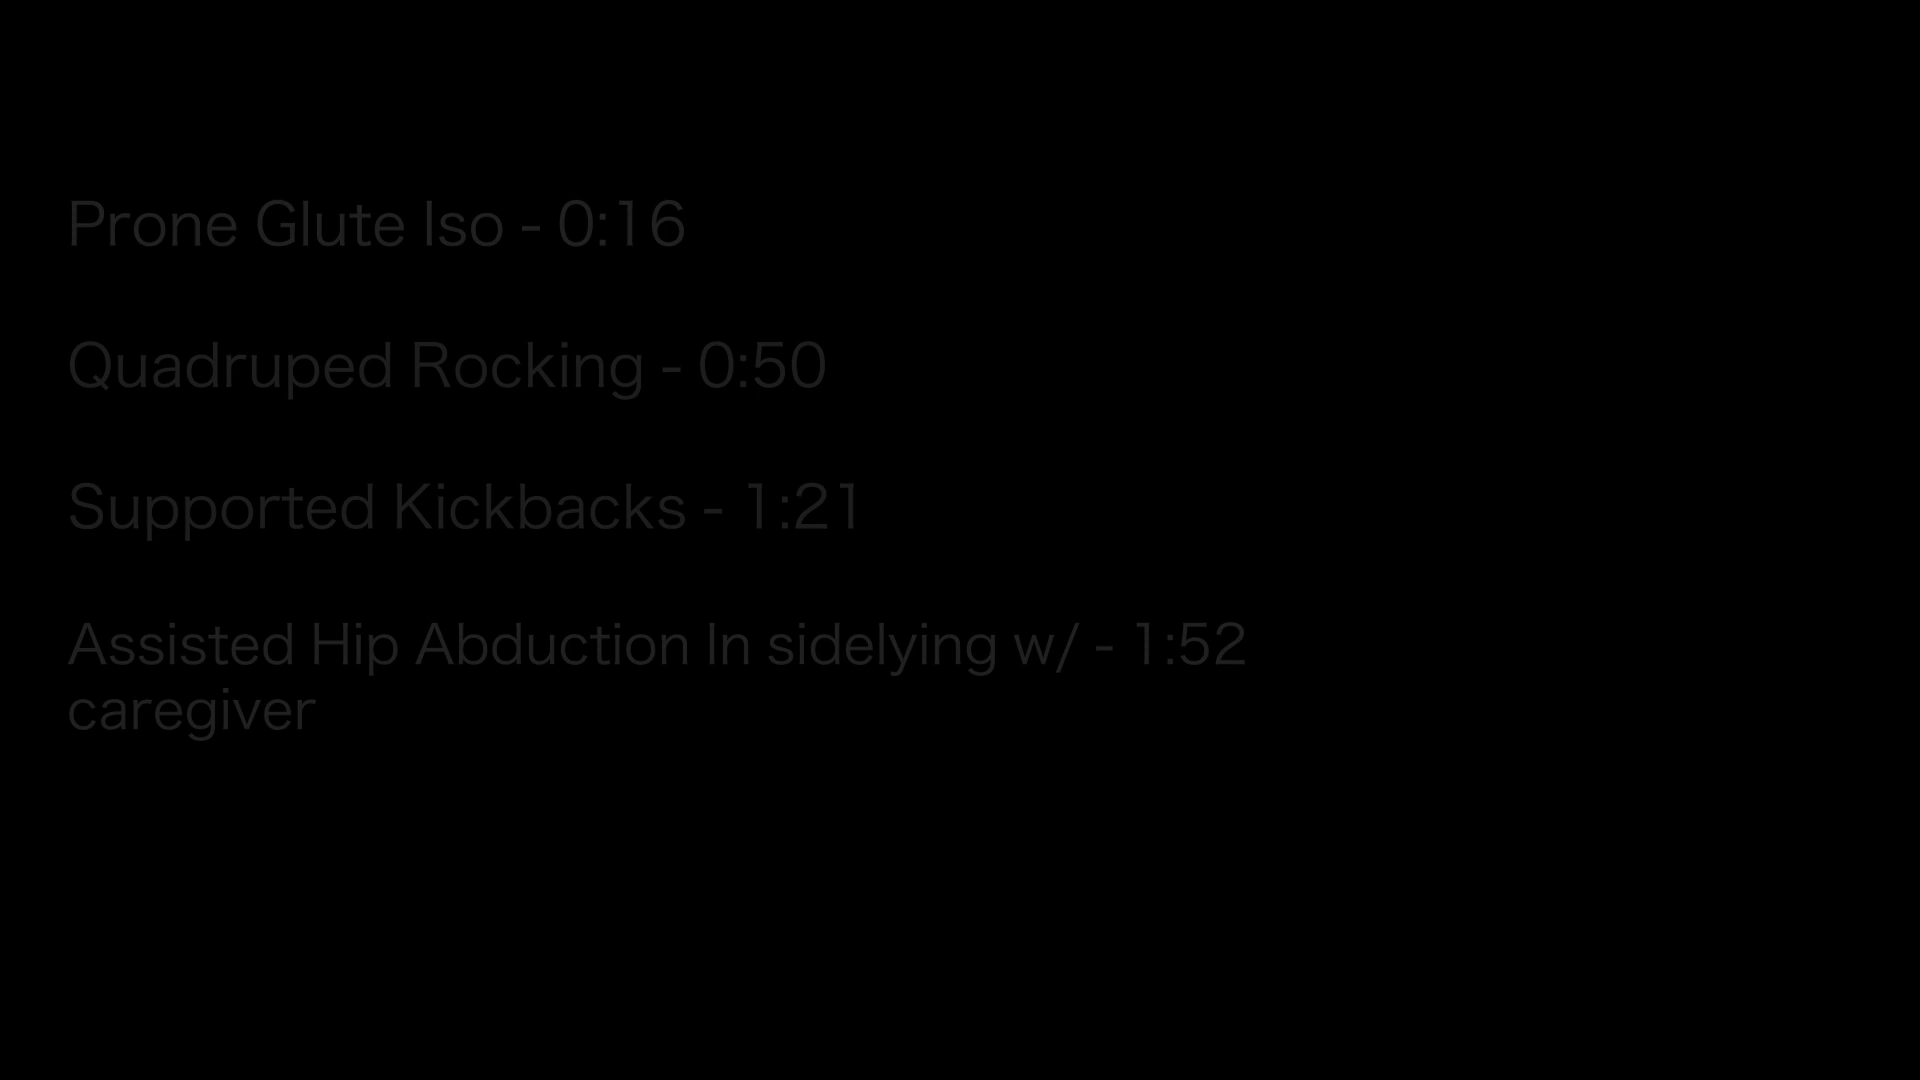 Prone Glute Iso - 0:16
Quadruped Rocking - 0:50
Supported Kickbacks - 1:21
Assisted Hip Abduction In sidelying w/ - 1:52
caregiver